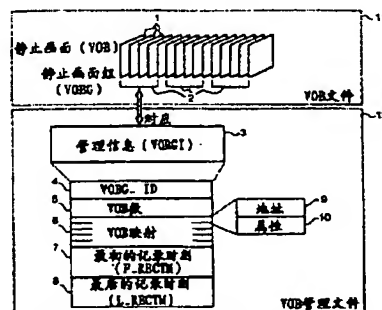 1
静止画面(VOB)
静止画面组
(VOBG)
2
VOB文件
对应
3
管理信息(VOBGI)
4
VOBG_ID
5
VOB数
9
地址
6
VOB映射
10
属性
7
最初的记录时刻
(F_RECTM)
8
最后的记录时刻
(L_RECTM)
VOB管理文件